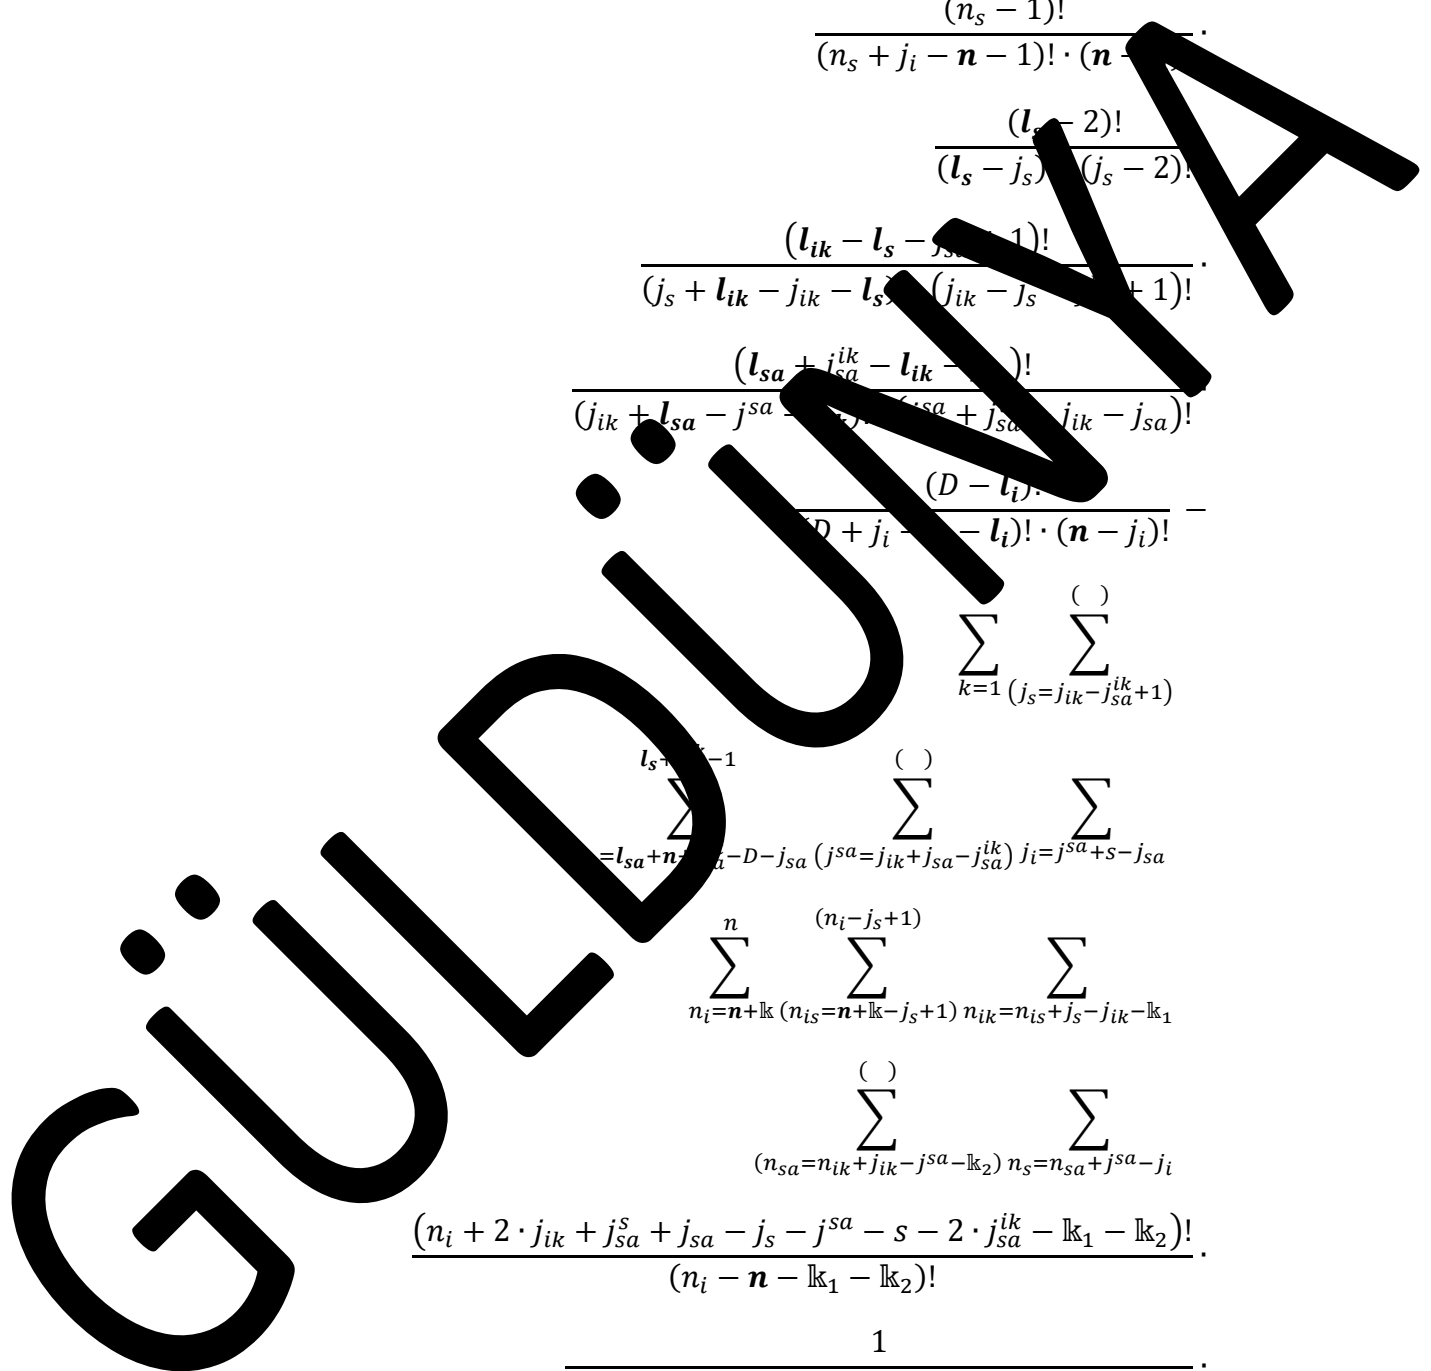 (n_s − 1)!
(n_s + j_i − n − 1)! · (n −
(l_s − 2)!
(l_s − j_s) (j_s − 2)!
(l_ik − l_s − 1)!
(j_s + l_ik − j_ik − l_s) (j_ik − j_s + 1)!
(l_sa + j_sa^ik − l_ik − )!
(j_ik + l_sa − j^sa − (j^sa + j_sa j_ik − j_sa)!
(D − l_i)!
(D + j_i − − l_i)! · (n − j_i)! −
( )
∑ ∑
k=1 (j_s=j_ik−j_sa^ik+1)
l_s+ −1 ( )
∑ ∑ ∑
=l_sa+n+ −D−j_sa (j^sa=j_ik+j_sa−j_sa^ik) j_i=j^sa+s−j_sa
n (n_i−j_s+1)
∑ ∑ ∑
n_i=n+𝕜 (n_is=n+𝕜−j_s+1) n_ik=n_is+j_s−j_ik−𝕜_1
( )
∑ ∑
(n_sa=n_ik+j_ik−j^sa−𝕜_2) n_s=n_sa+j^sa−j_i
(n_i + 2 · j_ik + j_sa^s + j_sa − j_s − j^sa − s − 2 · j_sa^ik − 𝕜_1 − 𝕜_2)! ·
(n_i − n − 𝕜_1 − 𝕜_2)!
1 ·
GÜLDÜNYA